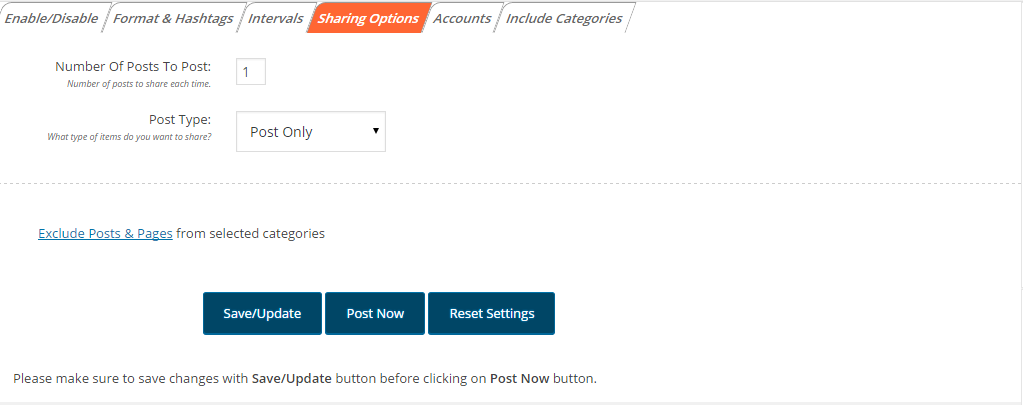 Enable/Disable Format & Hashtags Intervals Sharing Options Accounts Include Categories
Number Of Posts To Post: 1
Number of posts to share each time.
Post Type:
What type of items do you want to share?
Post Only
Exclude Posts & Pages from selected categories
Save/Update Post Now Reset Settings
Please make sure to save changes with Save/Update button before clicking on Post Now button.